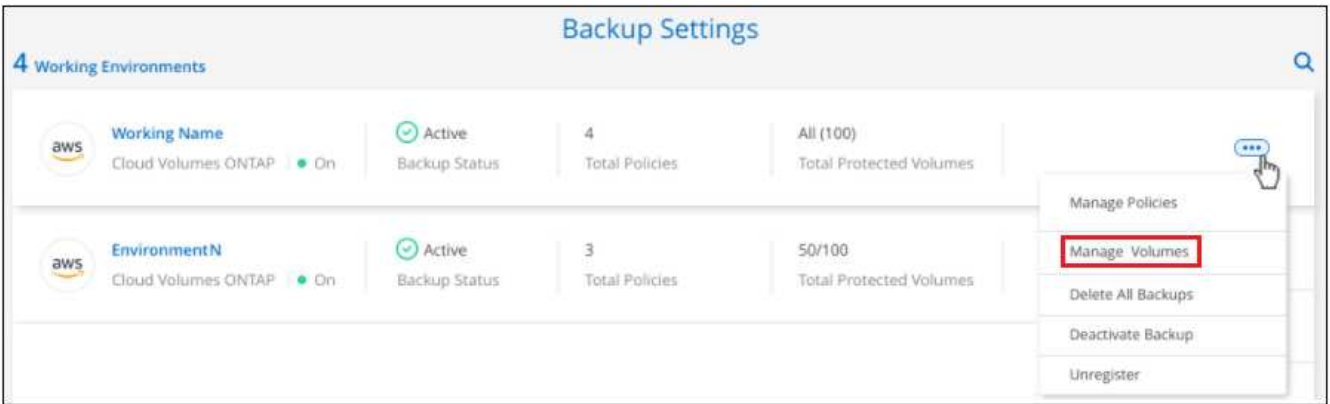 Backup Settings
4 Working Environments
aws
Working Name
Cloud Volumes ONTAP
On
Active
Backup Status
4
Total Policies
All (100)
Total Protected Volumes
Manage Policies
Manage Volumes
Delete All Backups
Deactivate Backup
Unregister
aws
EnvironmentN
Cloud Volumes ONTAP
On
Active
Backup Status
3
Total Policies
50/100
Total Protected Volumes